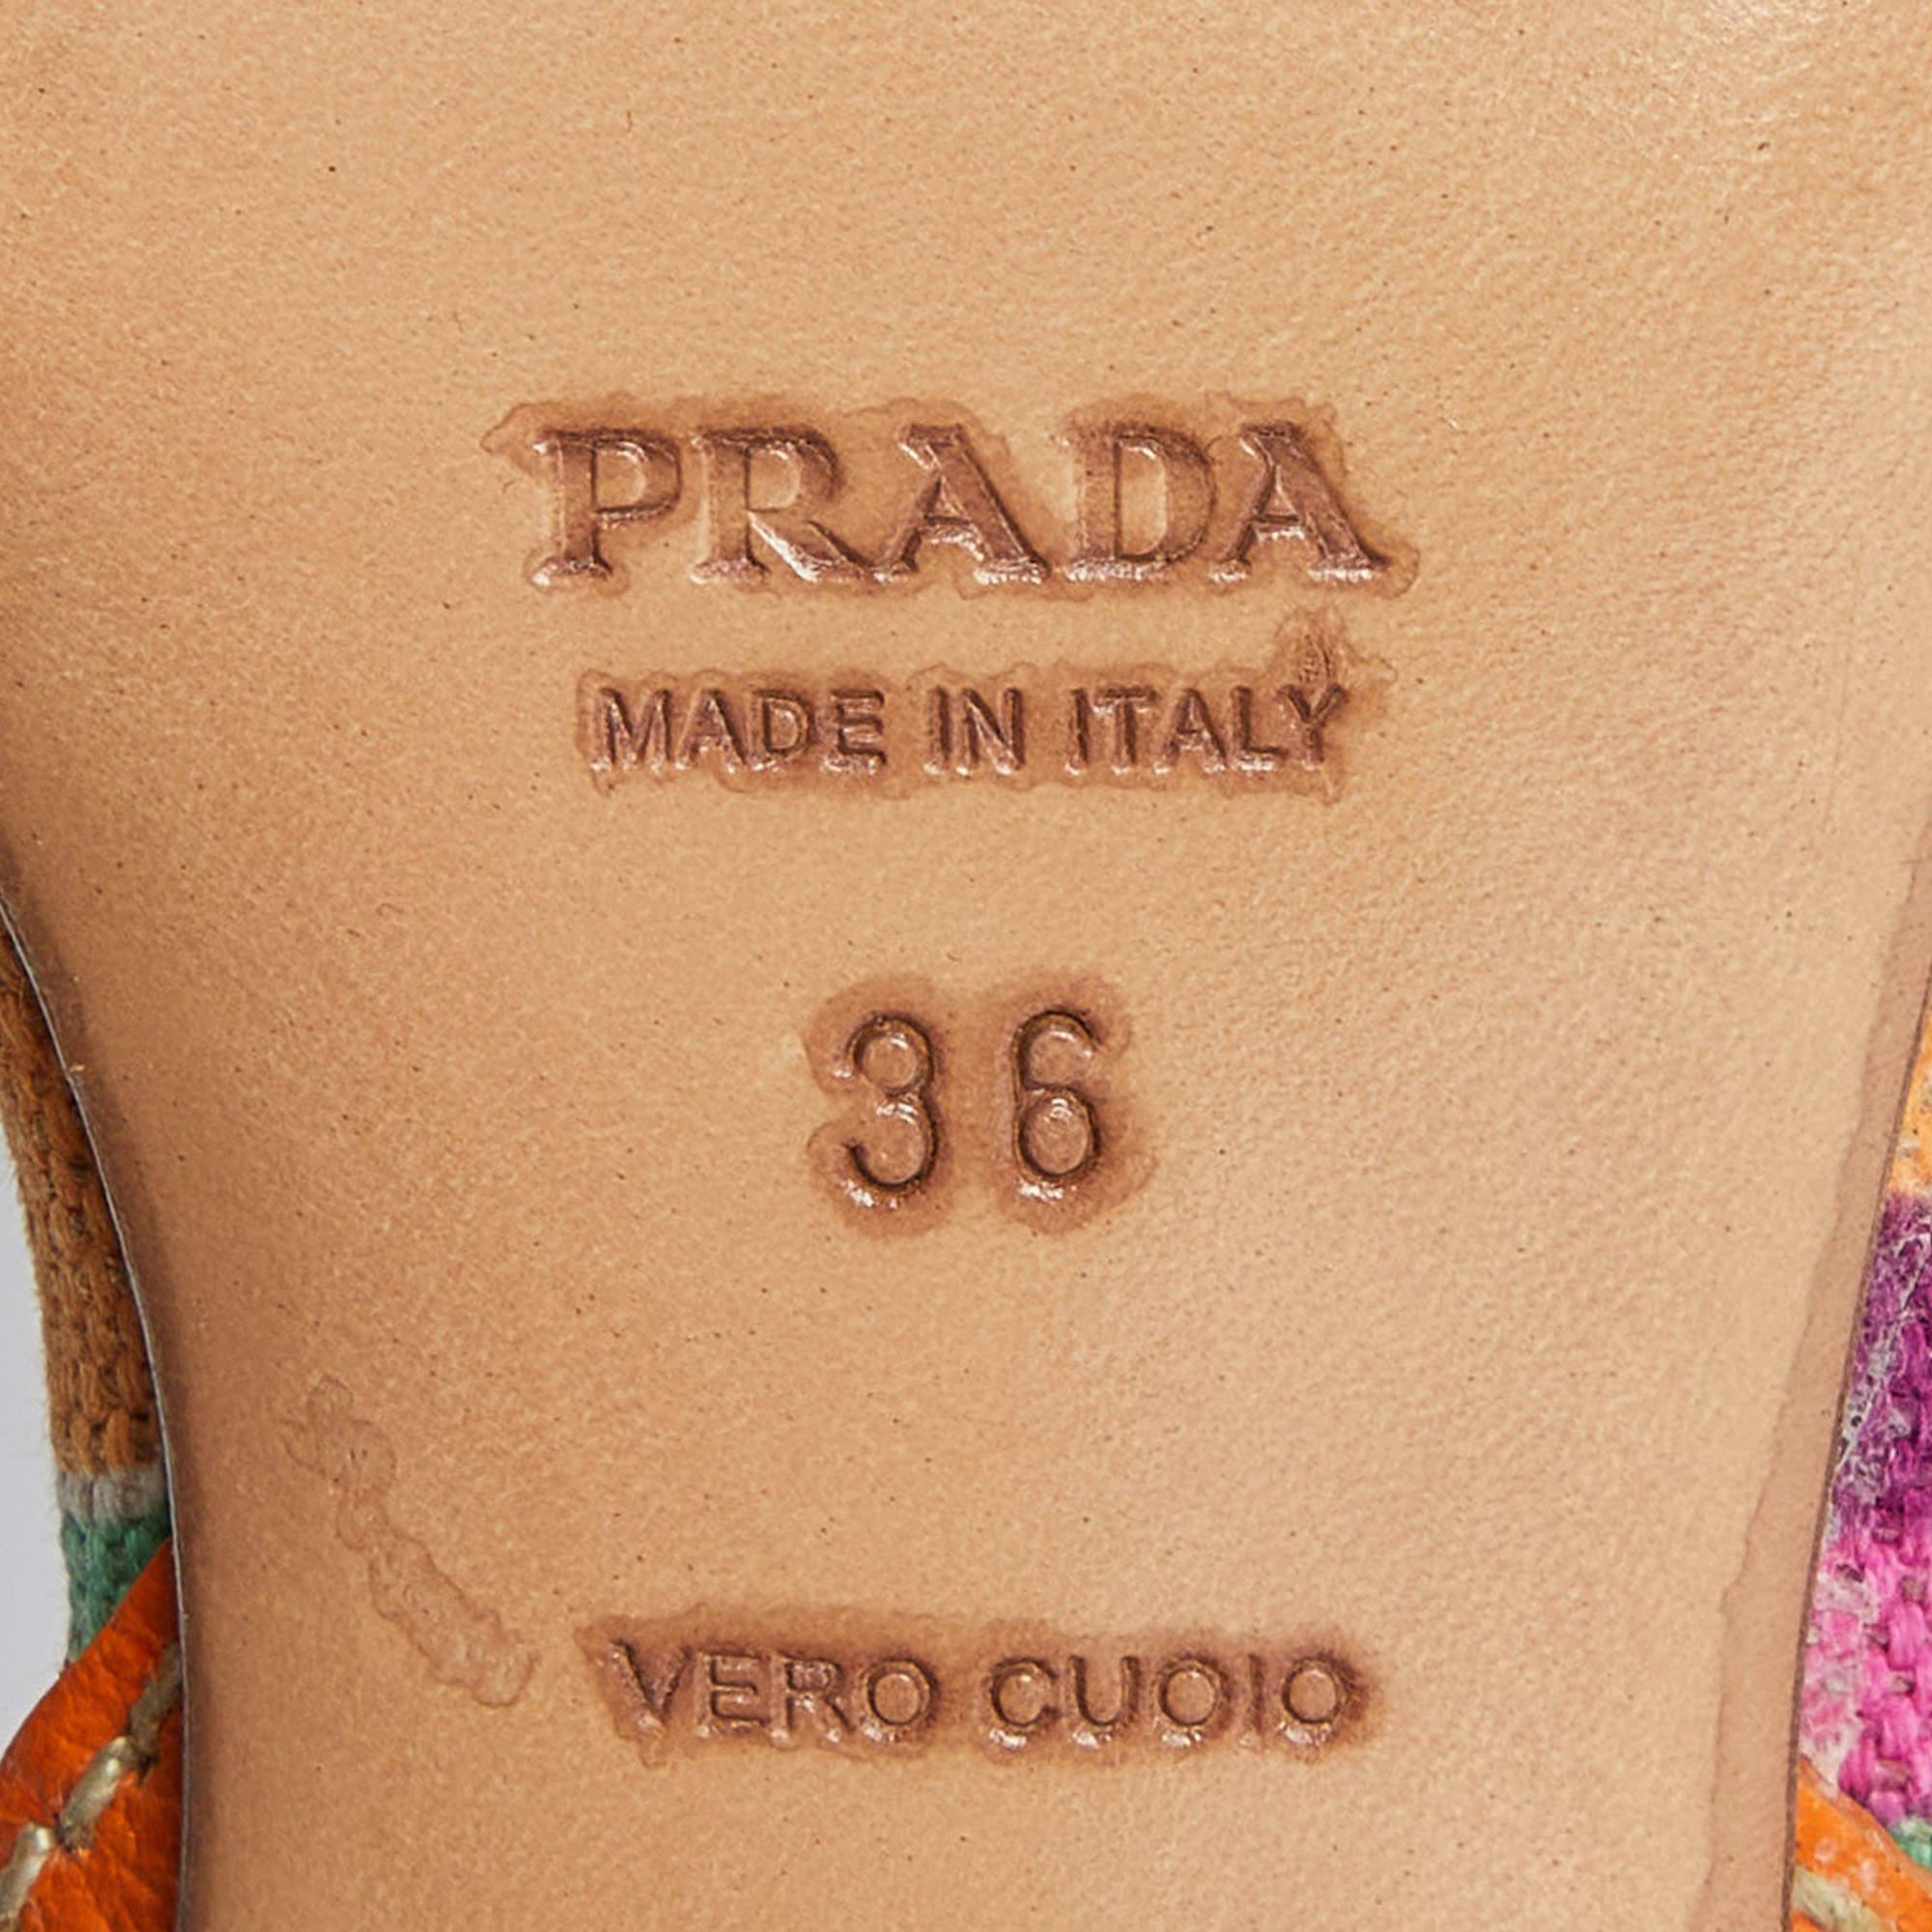 PRADA
MADE IN ITALY
36
VERO CUOIO